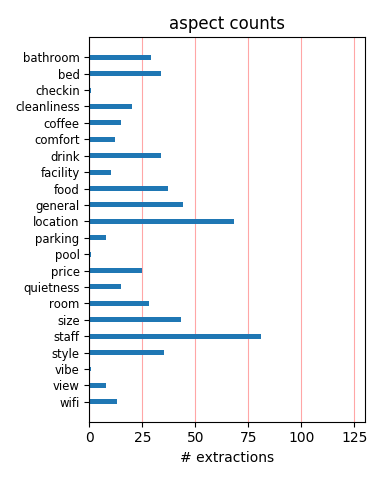 aspect counts
bathroom
bed
checkin
cleanliness
coffee
comfort
drink
facility
food
general
location
parking
pool
price
quietness
room
size
staff
style
vibe
view
wifi
0 25 50 75 100 125
# extractions